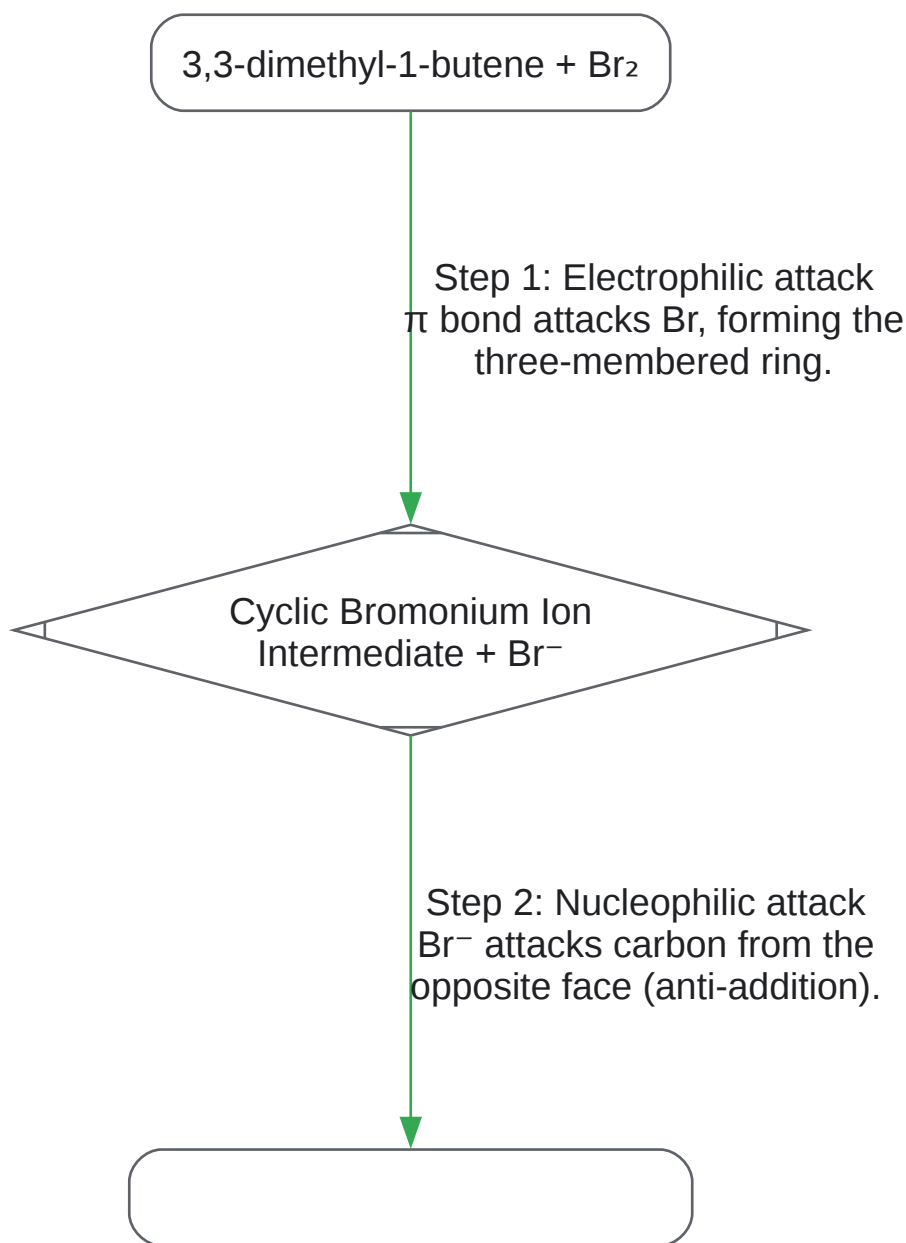 3,3-dimethyl-1-butene + Br₂
Step 1: Electrophilic attack
π bond attacks Br, forming the
three-membered ring.
Cyclic Bromonium Ion
Intermediate + Br⁻
Step 2: Nucleophilic attack
Br⁻ attacks carbon from the
opposite face (anti-addition).